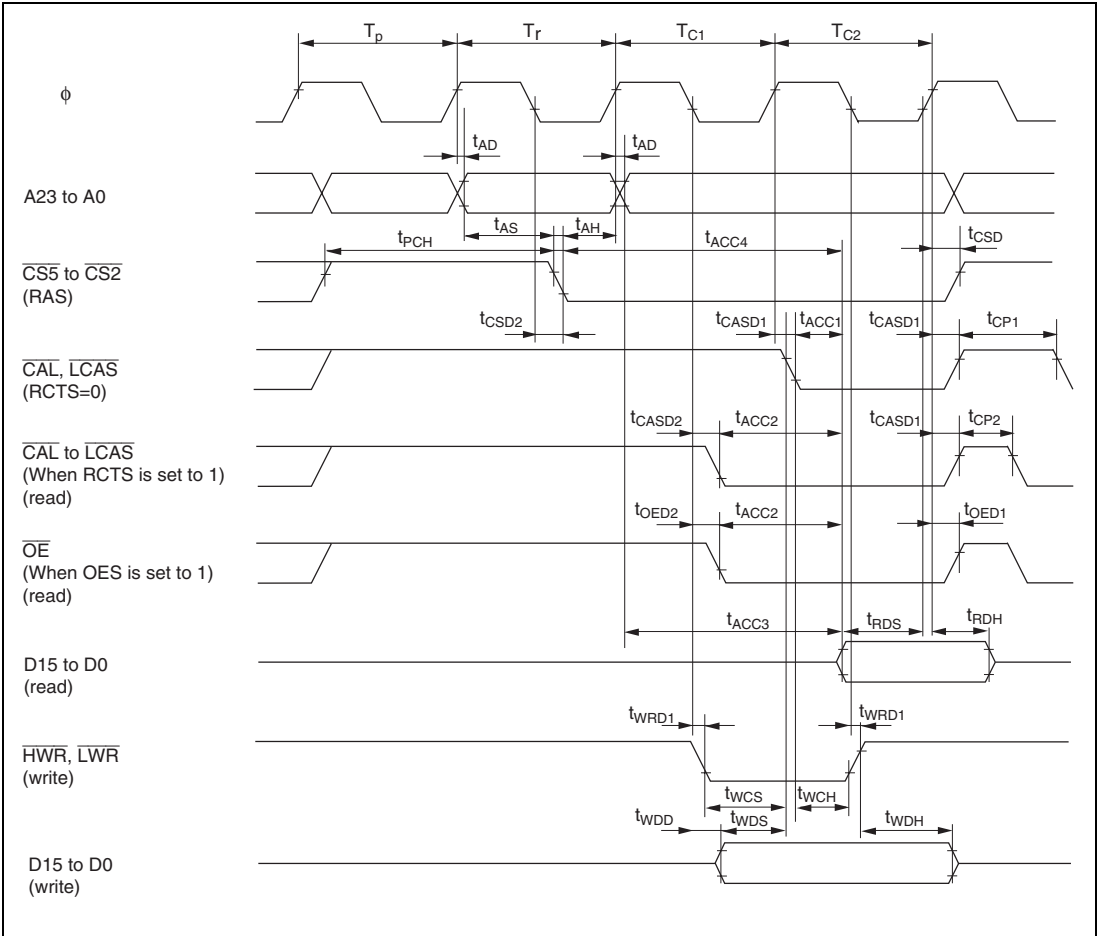 Tp Tr TC1 TC2
ϕ
tAD tAD
A23 to A0
tAS tAH
tPCH tACC4 tCSD
CS5 to CS2
(RAS)
tCSD2 tCASD1 tACC1 tCASD1 tCP1
CAL, LCAS
(RCTS=0)
tCASD2 tACC2 tCASD1 tCP2
CAL to LCAS
(When RCTS is set to 1)
(read)
tOED2 tACC2 tOED1
OE
(When OES is set to 1)
(read)
tACC3 tRDS tRDH
D15 to D0
(read)
tWRD1 tWRD1
HWR, LWR
(write)
tWCS tWCH
tWDD tWDS tWDH
D15 to D0
(write)